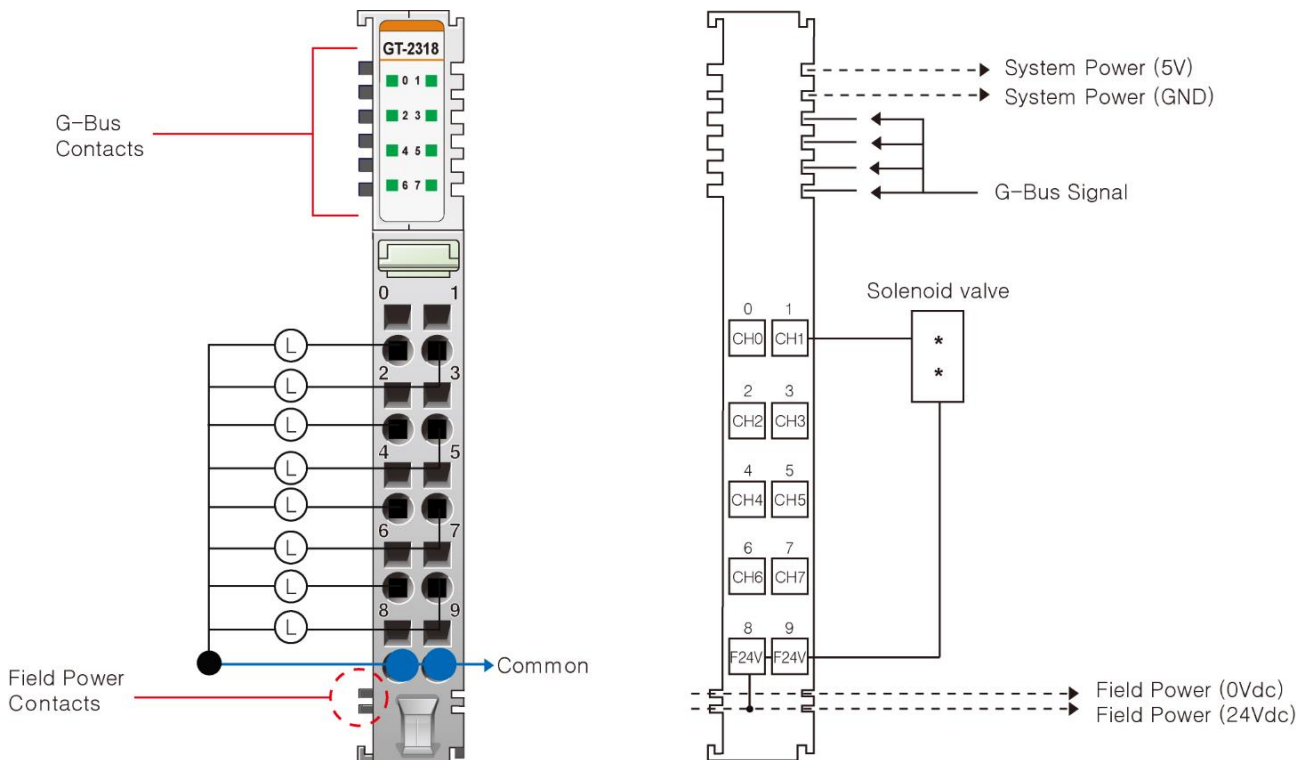 GT-2318
0 1
2 3
4 5
6 7
G-Bus
Contacts
0 1
2 3
4 5
6 7
8 9
L
L
L
L
L
L
L
L
Common
Field Power
Contacts
System Power (5V)
System Power (GND)
G-Bus Signal
Solenoid valve
*
*
0 1
CH0 CH1
2 3
CH2 CH3
4 5
CH4 CH5
6 7
CH6 CH7
8 9
F24V F24V
Field Power (0Vdc)
Field Power (24Vdc)